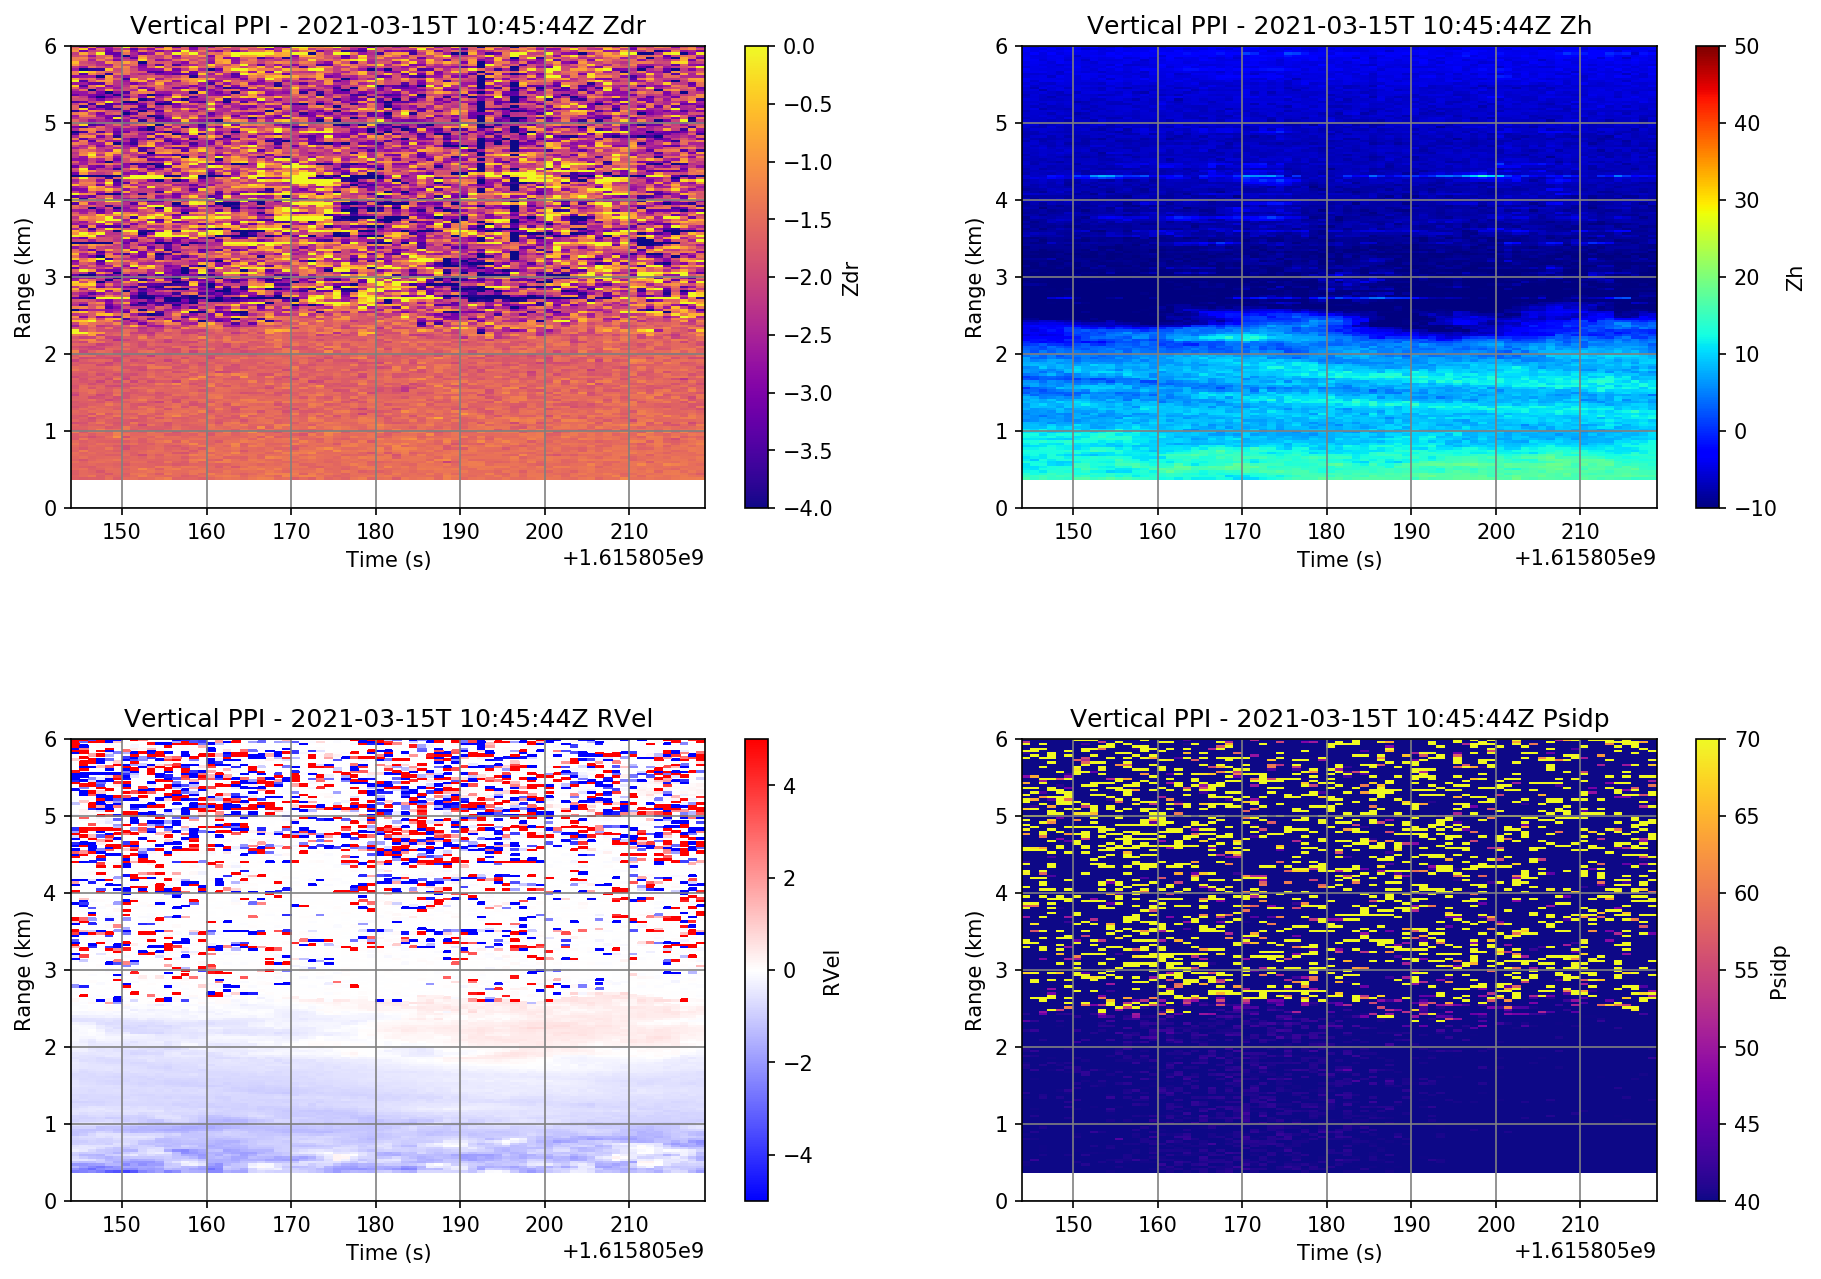 Vertical PPI - 2021-03-15T 10:45:44Z Zdr
6
5
4
3
2
1
0
Range (km)
150 160 170 180 190 200 210
Time (s)
+1.615805e9
0.0
−0.5
−1.0
−1.5
−2.0
−2.5
−3.0
−3.5
−4.0
Zdr
Vertical PPI - 2021-03-15T 10:45:44Z Zh
6
5
4
3
2
1
0
Range (km)
150 160 170 180 190 200 210
Time (s)
+1.615805e9
50
40
30
20
10
0
−10
Zh
Vertical PPI - 2021-03-15T 10:45:44Z RVel
6
5
4
3
2
1
0
Range (km)
150 160 170 180 190 200 210
Time (s)
+1.615805e9
4
2
0
−2
−4
RVel
Vertical PPI - 2021-03-15T 10:45:44Z Psidp
6
5
4
3
2
1
0
Range (km)
150 160 170 180 190 200 210
Time (s)
+1.615805e9
70
65
60
55
50
45
40
Psidp